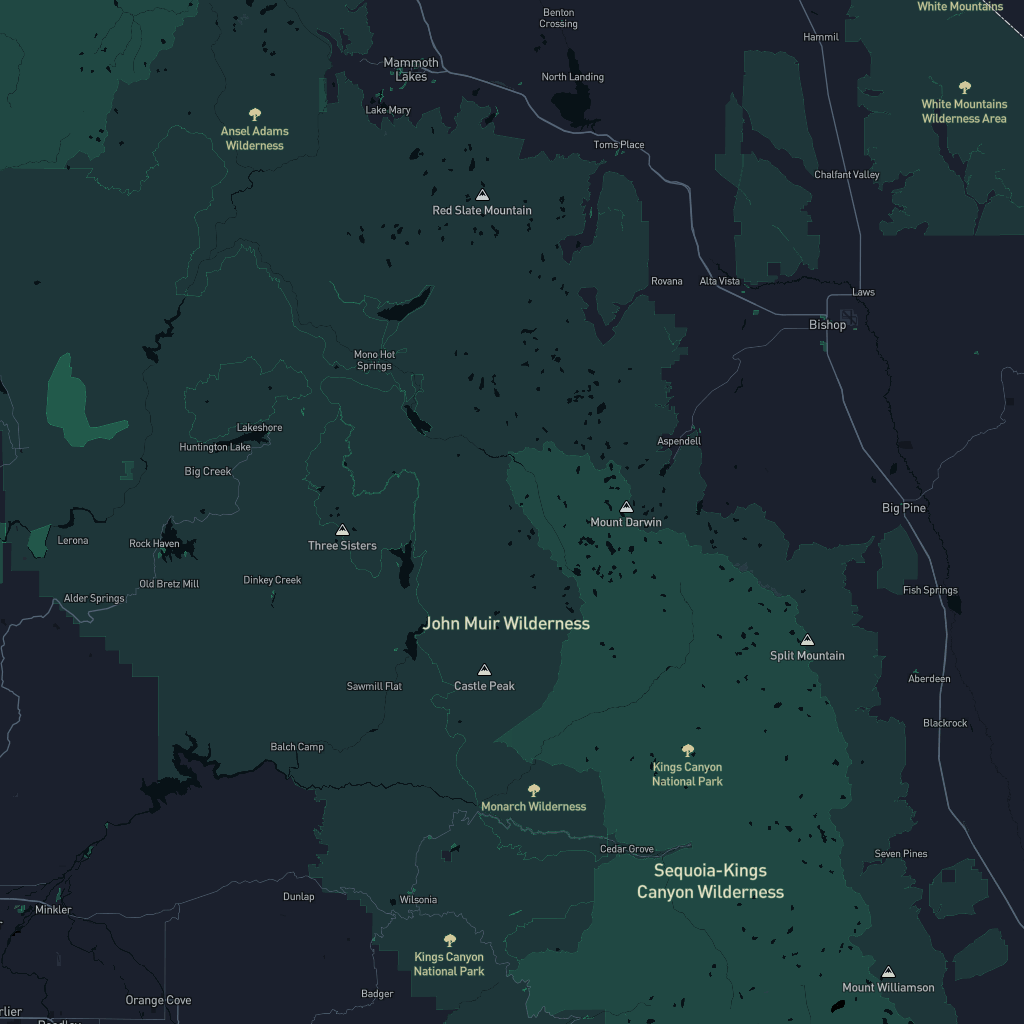 White Mountains
Benton
Crossing
Hammil
Mammoth
Lakes
North Landing
White Mountains
Wilderness Area
Lake Mary
Ansel Adams
Wilderness
Toms Place
Chalfant Valley
Red Slate Mountain
Rovana
Alta Vista
Laws
Bishop
Mono Hot
Springs
Lakeshore
Huntington Lake
Aspendell
Big Creek
Big Pine
Mount Darwin
Lerona
Rock Haven
Three Sisters
Old Bretz Mill
Dinkey Creek
Fish Springs
Alder Springs
John Muir Wilderness
Split Mountain
Castle Peak
Sawmill Flat
Aberdeen
Blackrock
Balch Camp
Kings Canyon
National Park
Monarch Wilderness
Cedar Grove
Seven Pines
Sequoia-Kings
Canyon Wilderness
Dunlap
Wilsonia
Minkler
Kings Canyon
National Park
Mount Williamson
Badger
Orange Cove
rlier